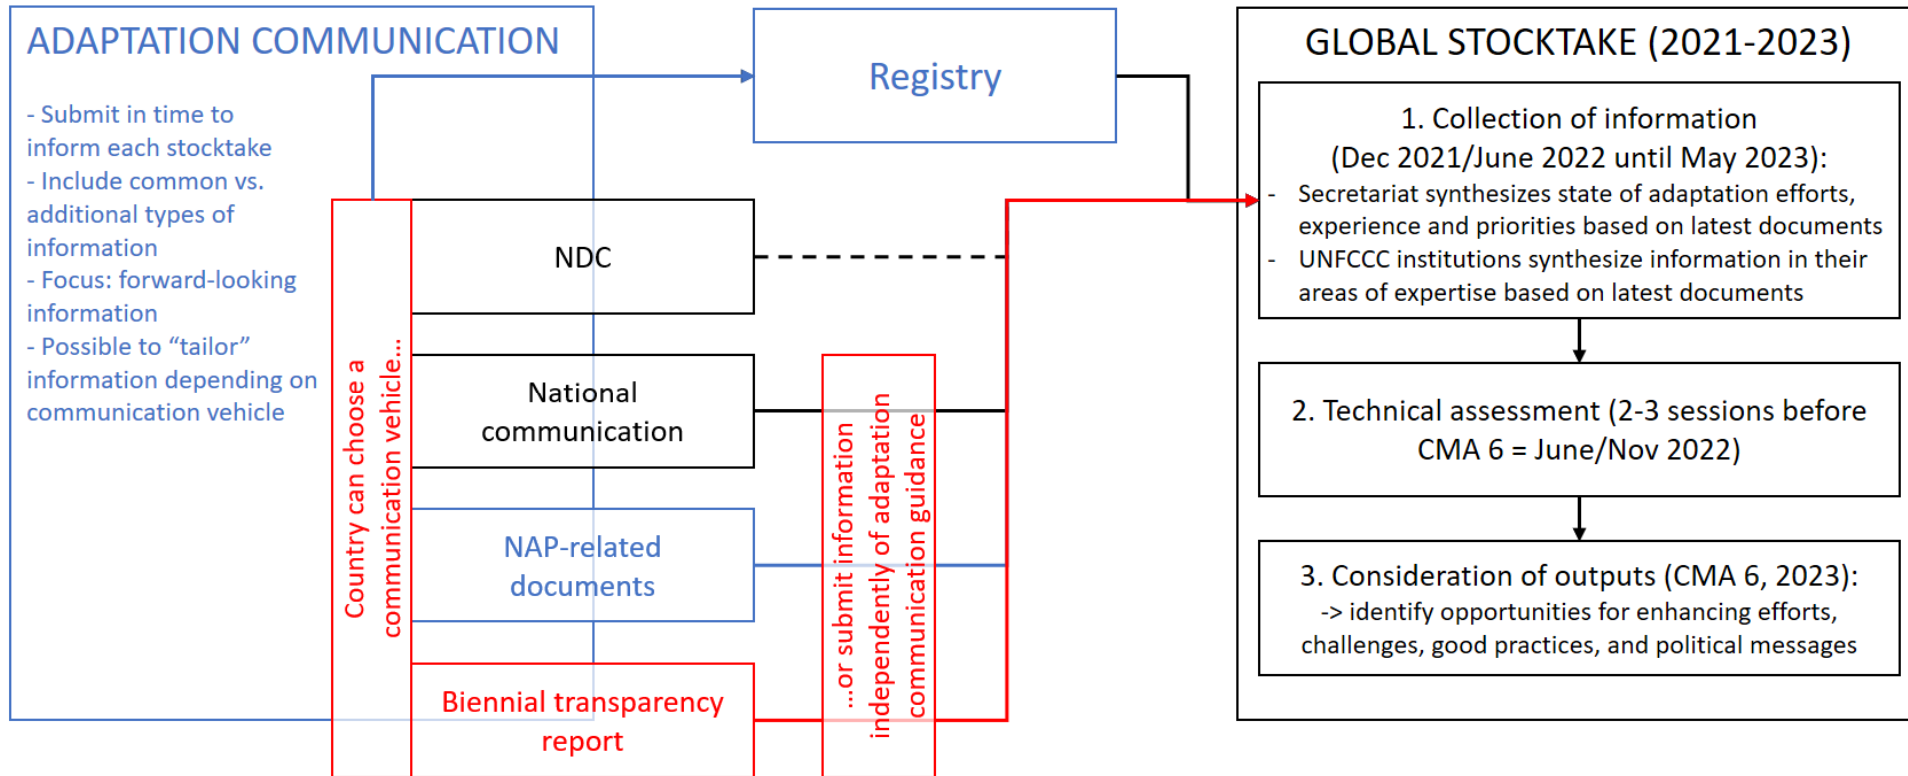 ADAPTATION COMMUNICATION
- Submit in time to
inform each stocktake
- Include common vs.
additional types of
information
- Focus: forward-looking
information
- Possible to “tailor”
information depending on
communication vehicle
Country can choose a
communication vehicle...
Registry
NDC
National
communication
NAP-related
documents
Biennial transparency
report
...or submit information
independently of adaptation
communication guidance
GLOBAL STOCKTAKE (2021-2023)
1. Collection of information
(Dec 2021/June 2022 until May 2023):
- Secretariat synthesizes state of adaptation efforts,
experience and priorities based on latest documents
- UNFCCC institutions synthesize information in their
areas of expertise based on latest documents
2. Technical assessment (2-3 sessions before
CMA 6 = June/Nov 2022)
3. Consideration of outputs (CMA 6, 2023):
-> identify opportunities for enhancing efforts,
challenges, good practices, and political messages